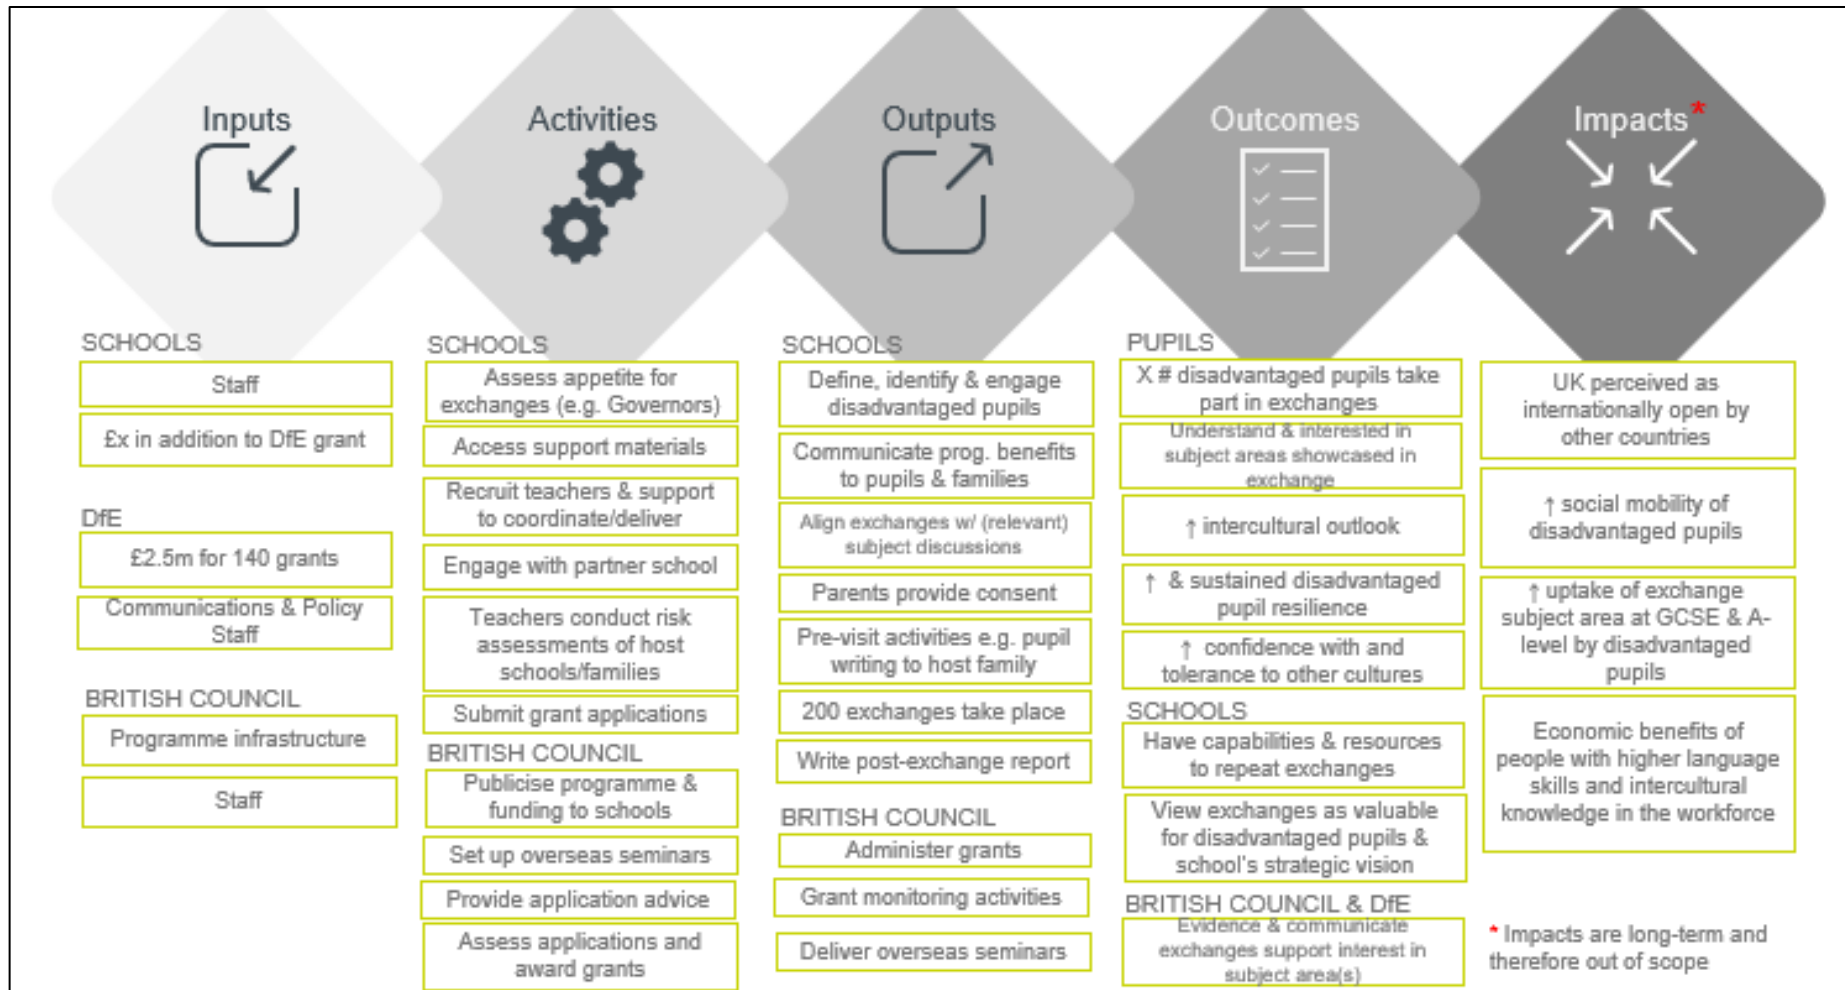 Inputs
SCHOOLS
Staff
£x in addition to DfE grant
DfE
£2.5m for 140 grants
Communications & Policy
Staff
BRITISH COUNCIL
Programme infrastructure
Staff
Activities
SCHOOLS
Assess appetite for
exchanges (e.g. Governors)
Access support materials
Recruit teachers & support
to coordinate/deliver
Engage with partner school
Teachers conduct risk
assessments of host
schools/families
Submit grant applications
BRITISH COUNCIL
Publicise programme &
funding to schools
Set up overseas seminars
Provide application advice
Assess applications and
award grants
Outputs
SCHOOLS
Define, identify & engage
disadvantaged pupils
Communicate prog. benefits
to pupils & families
Align exchanges w/ (relevant)
subject discussions
Parents provide consent
Pre-visit activities e.g. pupil
writing to host family
200 exchanges take place
Write post-exchange report
BRITISH COUNCIL
Administer grants
Grant monitoring activities
Deliver overseas seminars
Outcomes
PUPILS
X # disadvantaged pupils take
part in exchanges
Understand & interested in
subject areas showcased in
exchange
↑ intercultural outlook
↑ & sustained disadvantaged
pupil resilience
↑ confidence with and
tolerance to other cultures
SCHOOLS
Have capabilities & resources
to repeat exchanges
View exchanges as valuable
for disadvantaged pupils &
school's strategic vision
BRITISH COUNCIL & DfE
Evidence & communicate
exchanges support interest in
subject area(s)
Impacts*
UK perceived as
internationally open by
other countries
↑ social mobility of
disadvantaged pupils
↑ uptake of exchange
subject area at GCSE & A-
level by disadvantaged
pupils
Economic benefits of
people with higher language
skills and intercultural
knowledge in the workforce
* Impacts are long-term and
therefore out of scope